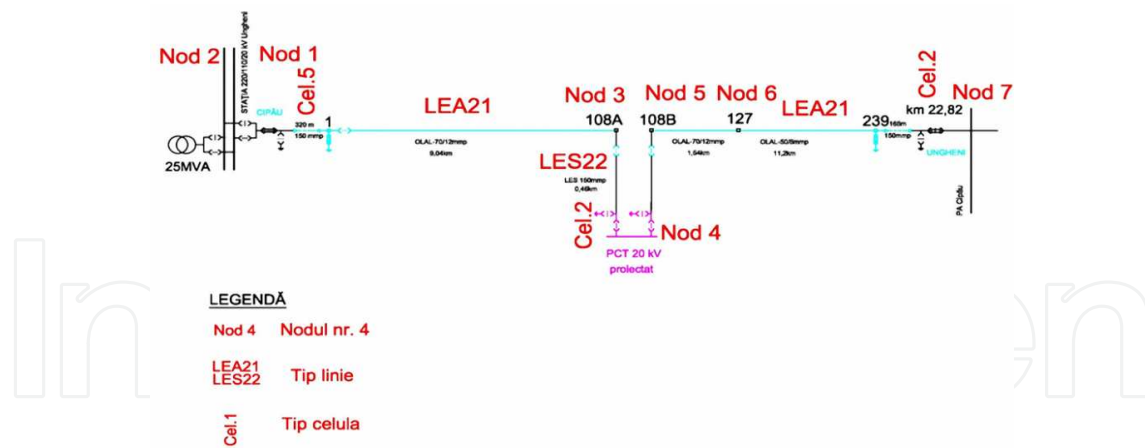 Nod 2
STAȚIA 220/110/20 kV Ungheni
Nod 1
CIPĂU
Cel.5
320 m
150 mmp
1
25MVA
LEA21
OLAL-70/12mmp
9,04km
Nod 3
108A
LES22
LES 150mmp
0,46km
Cel.2
PCT 20 kV
proiectat
Nod 4
Nod 5
108B
OLAL-70/12mmp
1,64km
Nod 6
127
LEA21
OLAL-50/8mmp
11,2km
239
165m
150mmp
Cel.2
km 22,82
UNGHENI
Nod 7
PA Cipău
LEGENDĂ
Nod 4 Nodul nr. 4
LEA21
LES22
Tip linie
Cel.1 Tip celula